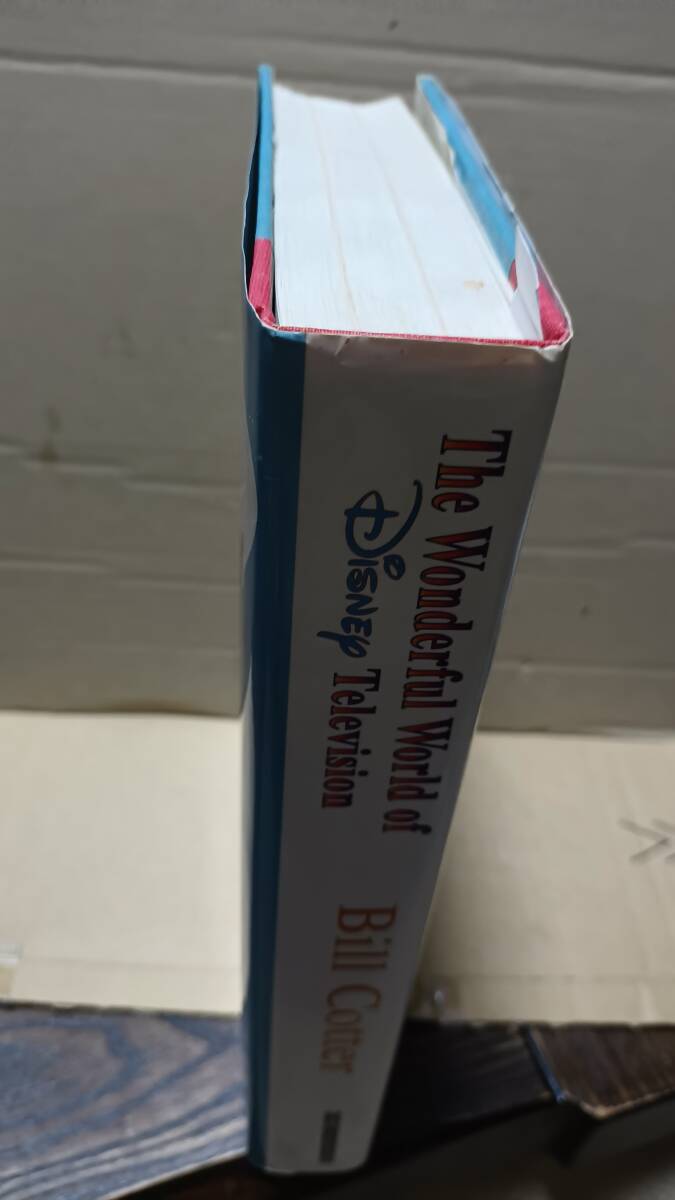 The Wonderful World of
Disney Television
Bill Cotter